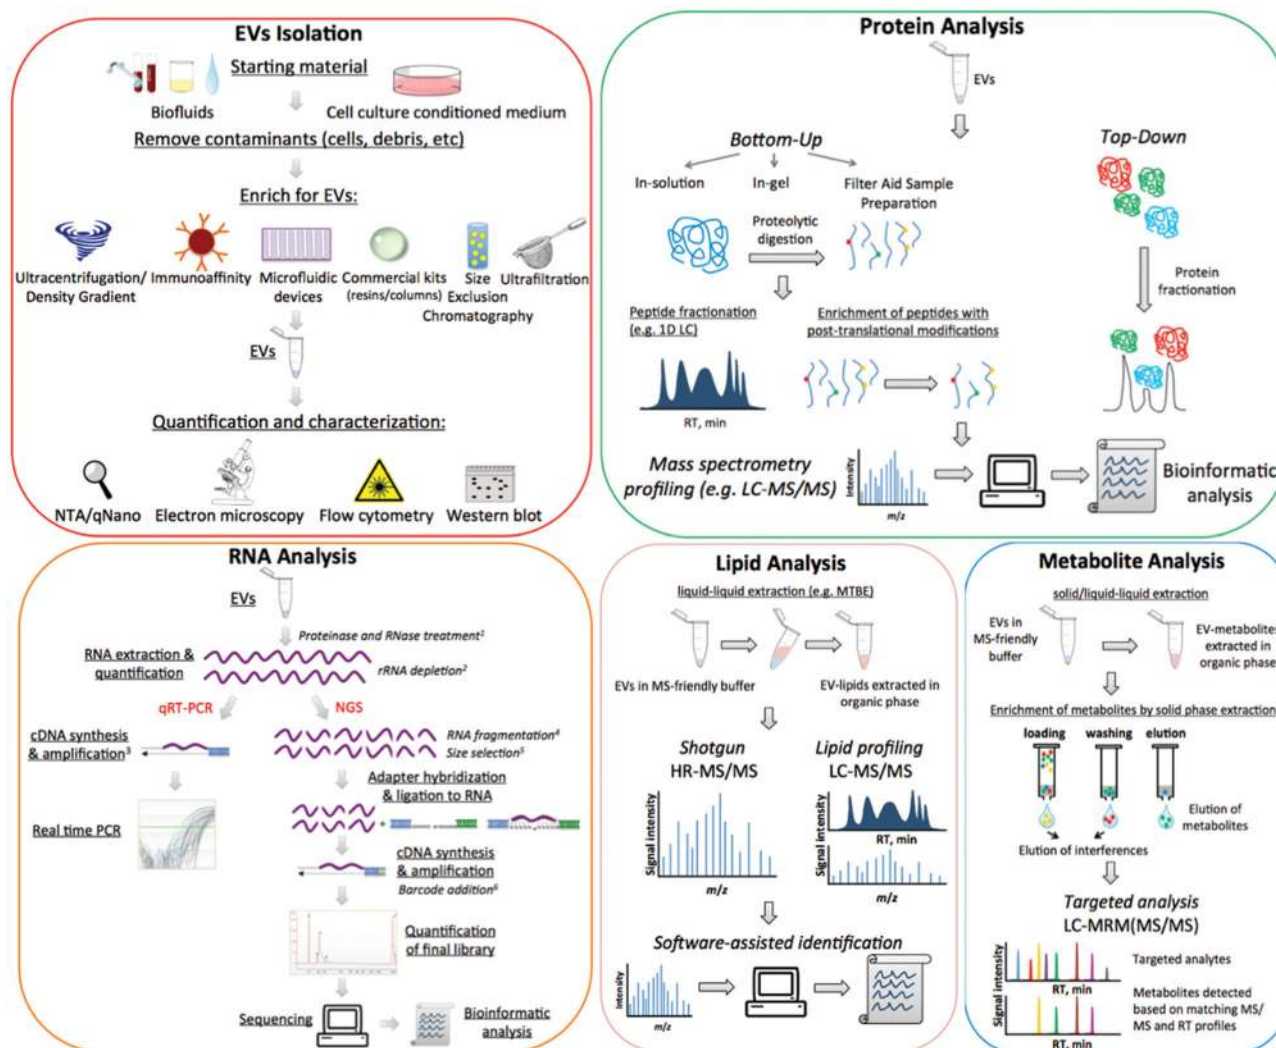 EVs Isolation
Starting material
Biofluids
Cell culture conditioned medium
Remove contaminants (cells, debris, etc)
Enrich for EVs:
Ultracentrifugation/
Density Gradient
Immunoaffinity
Microfluidic
devices
Commercial kits
(resins/columns)
Size
Exclusion
Chromatography
Ultrafiltration
EVs
Quantification and characterization:
NTA/qNano
Electron microscopy
Flow cytometry
Western blot
Protein Analysis
EVs
Bottom-Up
Top-Down
In-solution
In-gel
Filter Aid Sample
Preparation
Proteolytic
digestion
Protein
fractionation
Peptide fractionation
(e.g. 1D LC)
RT, min
Enrichment of peptides with
post-translational modifications
Mass spectrometry
profiling (e.g. LC-MS/MS)
Intensity
m/z
Bioinformatic
analysis
RNA Analysis
EVs
Proteinase and RNase treatment1
RNA extraction &
quantification
rRNA depletion2
qRT-PCR
NGS
cDNA synthesis
& amplification3
RNA fragmentation4
Size selection5
Adapter hybridization
& ligation to RNA
+
Real time PCR
cDNA synthesis
& amplification
Barcode addition6
Quantification
of final library
Sequencing
Bioinformatic
analysis
Lipid Analysis
liquid-liquid extraction (e.g. MTBE)
EVs in MS-friendly buffer
EV-lipids extracted in
organic phase
Shotgun
HR-MS/MS
Signal intensity
m/z
Lipid profiling
LC-MS/MS
Signal intensity
RT, min
m/z
Software-assisted identification
Intensity
m/z
Metabolite Analysis
solid/liquid-liquid extraction
EVs in
MS-friendly
buffer
EV-metabolites
extracted in
organic phase
Enrichment of metabolites by solid phase extraction
loading
washing
elution
Elution of
metabolites
Elution of interferences
Targeted analysis
LC-MRM(MS/MS)
Signal intensity
RT, min
Targeted analytes
RT, min
Metabolites detected
based on matching MS/
MS and RT profiles